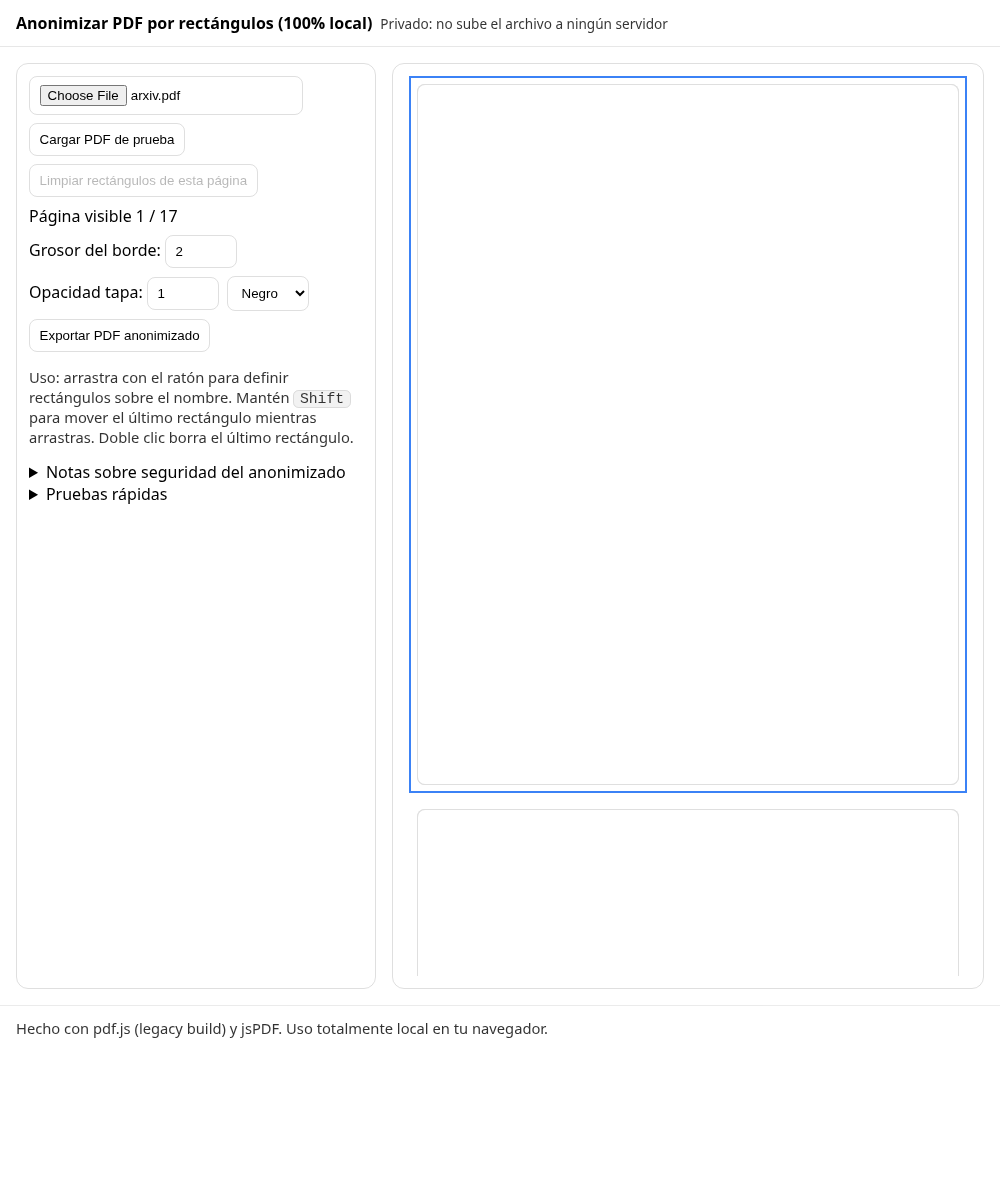 Anonimizar PDF por rectángulos (100% local) Privado: no sube el archivo a ningún servidor
Choose File arxiv.pdf
Cargar PDF de prueba
Limpiar rectángulos de esta página
Página visible 1 / 17
Grosor del borde: 2
Opacidad tapa: 1 Negro
Exportar PDF anonimizado
Uso: arrastra con el ratón para definir
rectángulos sobre el nombre. Mantén Shift
para mover el último rectángulo mientras
arrastras. Doble clic borra el último rectángulo.
Notas sobre seguridad del anonimizado
Pruebas rápidas
Hecho con pdf.js (legacy build) y jsPDF. Uso totalmente local en tu navegador.